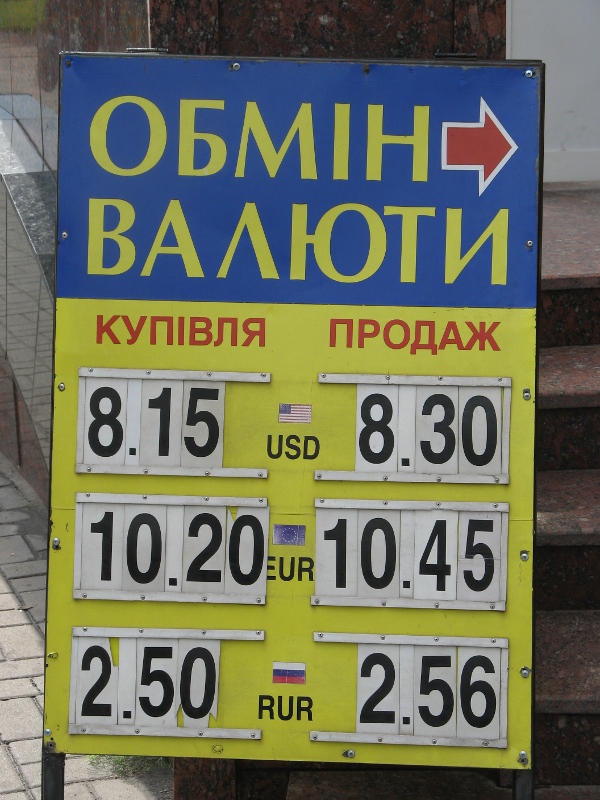 ОБМІН
ВАЛЮТИ
КУПІВЛЯ ПРОДАЖ
8.15 USD 8.30
10.20 EUR 10.45
2.50 RUR 2.56